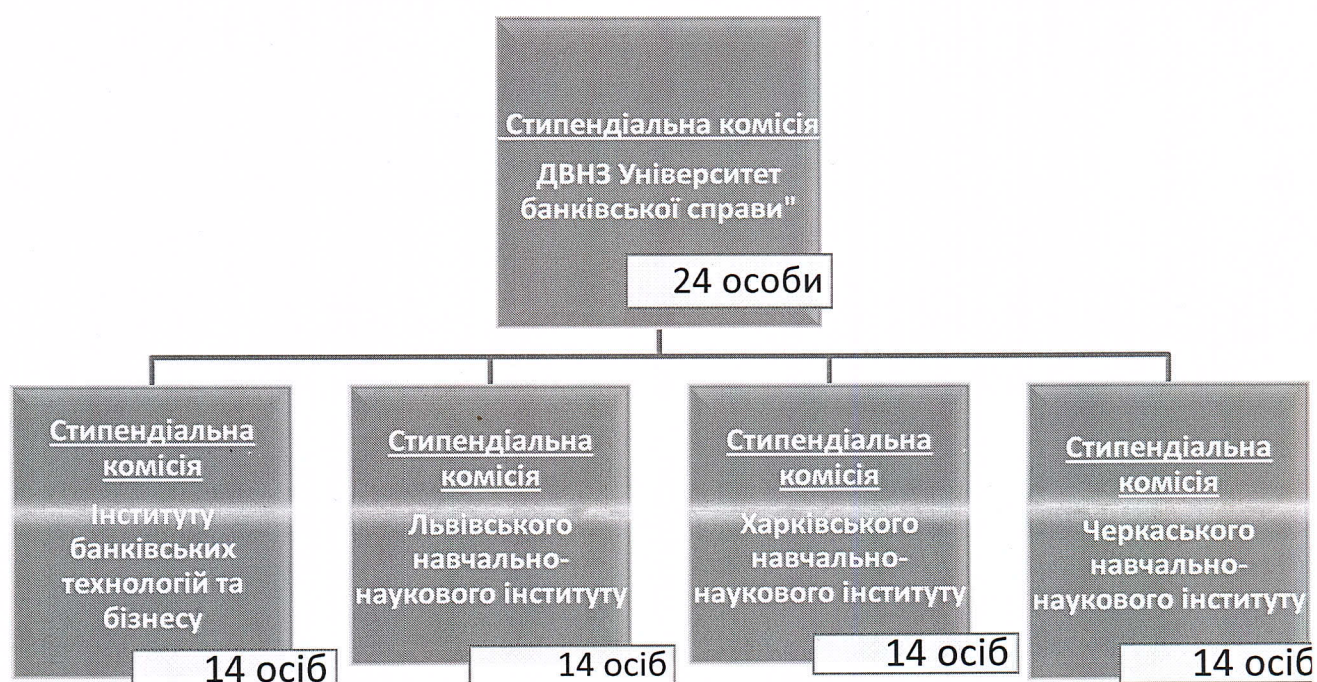 Стипендіальна комісія
ДВНЗ Університет
банківської справи"
24 особи
Стипендіальна
комісія
Інституту
банківських
технологій та
бізнесу
14 осіб
Стипендіальна
комісія
Львівського
навчально-
наукового інституту
14 осіб
Стипендіальна
комісія
Харківського
навчально-
наукового інституту
14 осіб
Стипендіальна
комісія
Черкаського
навчально-
наукового інституту
14 осіб